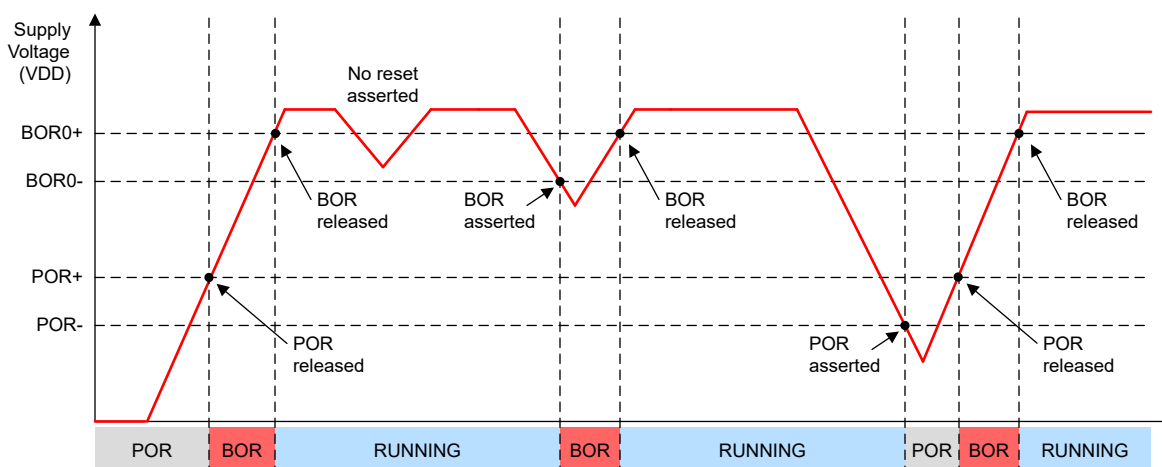 Supply
Voltage
(VDD)
No reset
asserted
BOR0+
BOR0-
BOR
released
BOR
asserted
BOR
released
BOR
released
POR+
POR-
POR
released
POR
asserted
POR
released
POR BOR RUNNING BOR RUNNING POR BOR RUNNING